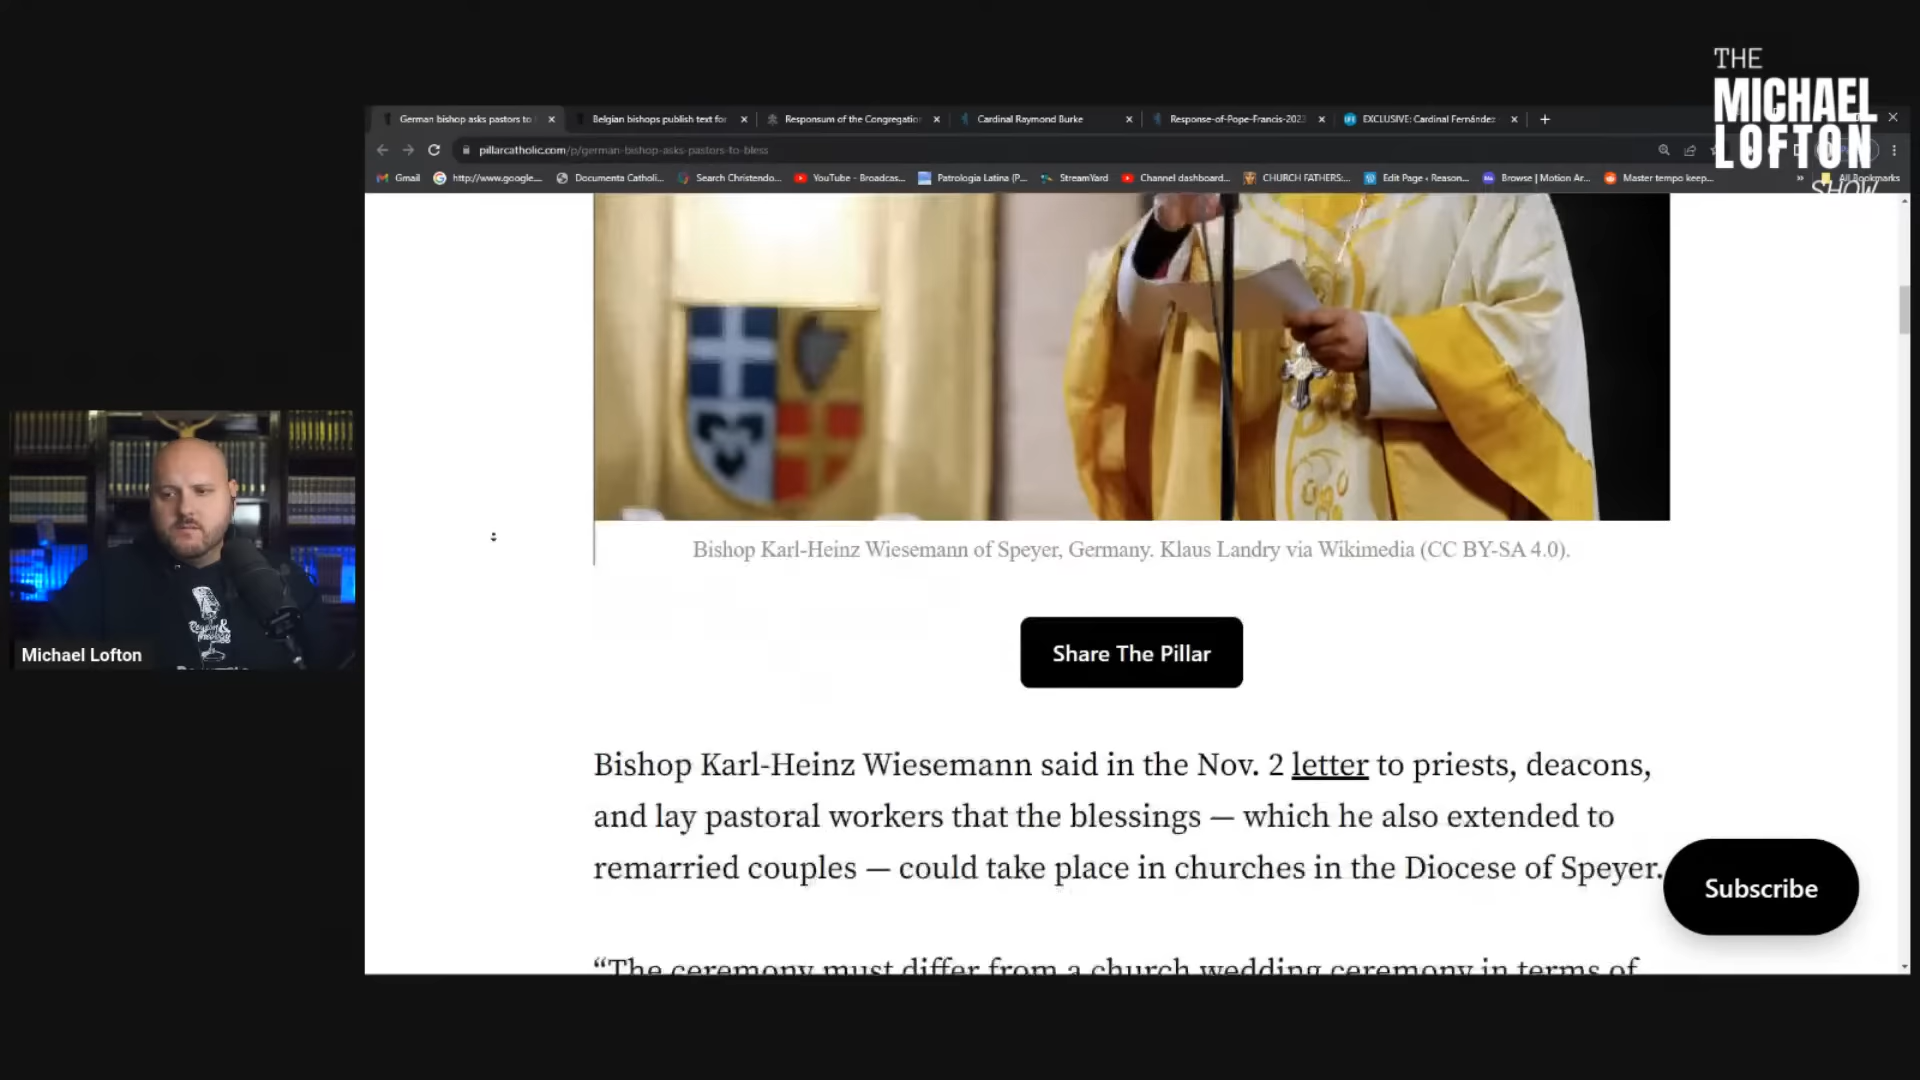 THE
MICHAEL
LOFTON
SHOW
German bishop asks pastors to
Belgian bishops publish text for
Responsum of the Congregation
Cardinal Raymond Burke
Response-of-Pope-Francis-202
EXCLUSIVE: Cardinal Fernández
pillarcatholic.com/p/german-bishop-asks-pastors-to-bless
Gmail
http://www.google....
Documenta Catholi...
Search Christendo...
YouTube - Broadcas...
Patrologia Latina (P...
StreamYard
Channel dashboard...
CHURCH FATHERS:...
Edit Page ‹ Reason...
Browse | Motion Ar...
Master tempo keep...
»
All Bookmarks
Bishop Karl-Heinz Wiesemann of Speyer, Germany. Klaus Landry via Wikimedia (CC BY-SA 4.0).
Share The Pillar
Michael Lofton
Reason &
Theology
Bishop Karl-Heinz Wiesemann said in the Nov. 2 letter to priests, deacons,
and lay pastoral workers that the blessings — which he also extended to
remarried couples — could take place in churches in the Diocese of Speyer.
Subscribe
“The ceremony must differ from a church wedding ceremony in terms of